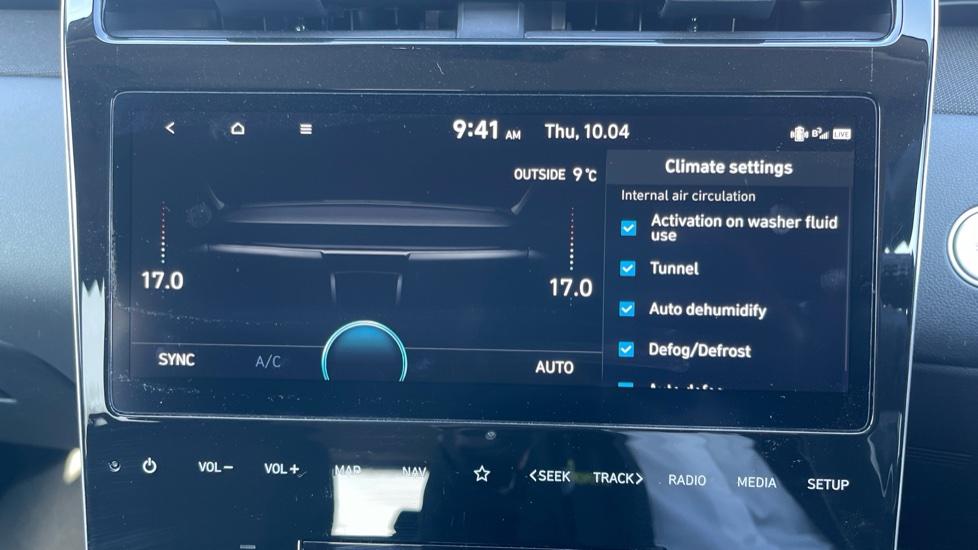 9:41 AM Thu, 10.04 LIVE
OUTSIDE 9°C
Climate settings
Internal air circulation
Activation on washer fluid
use
Tunnel
Auto dehumidify
Defog/Defrost
17.0
17.0
SYNC A/C AUTO
VOL− VOL+ MAP NAV <SEEK TRACK> RADIO MEDIA SETUP